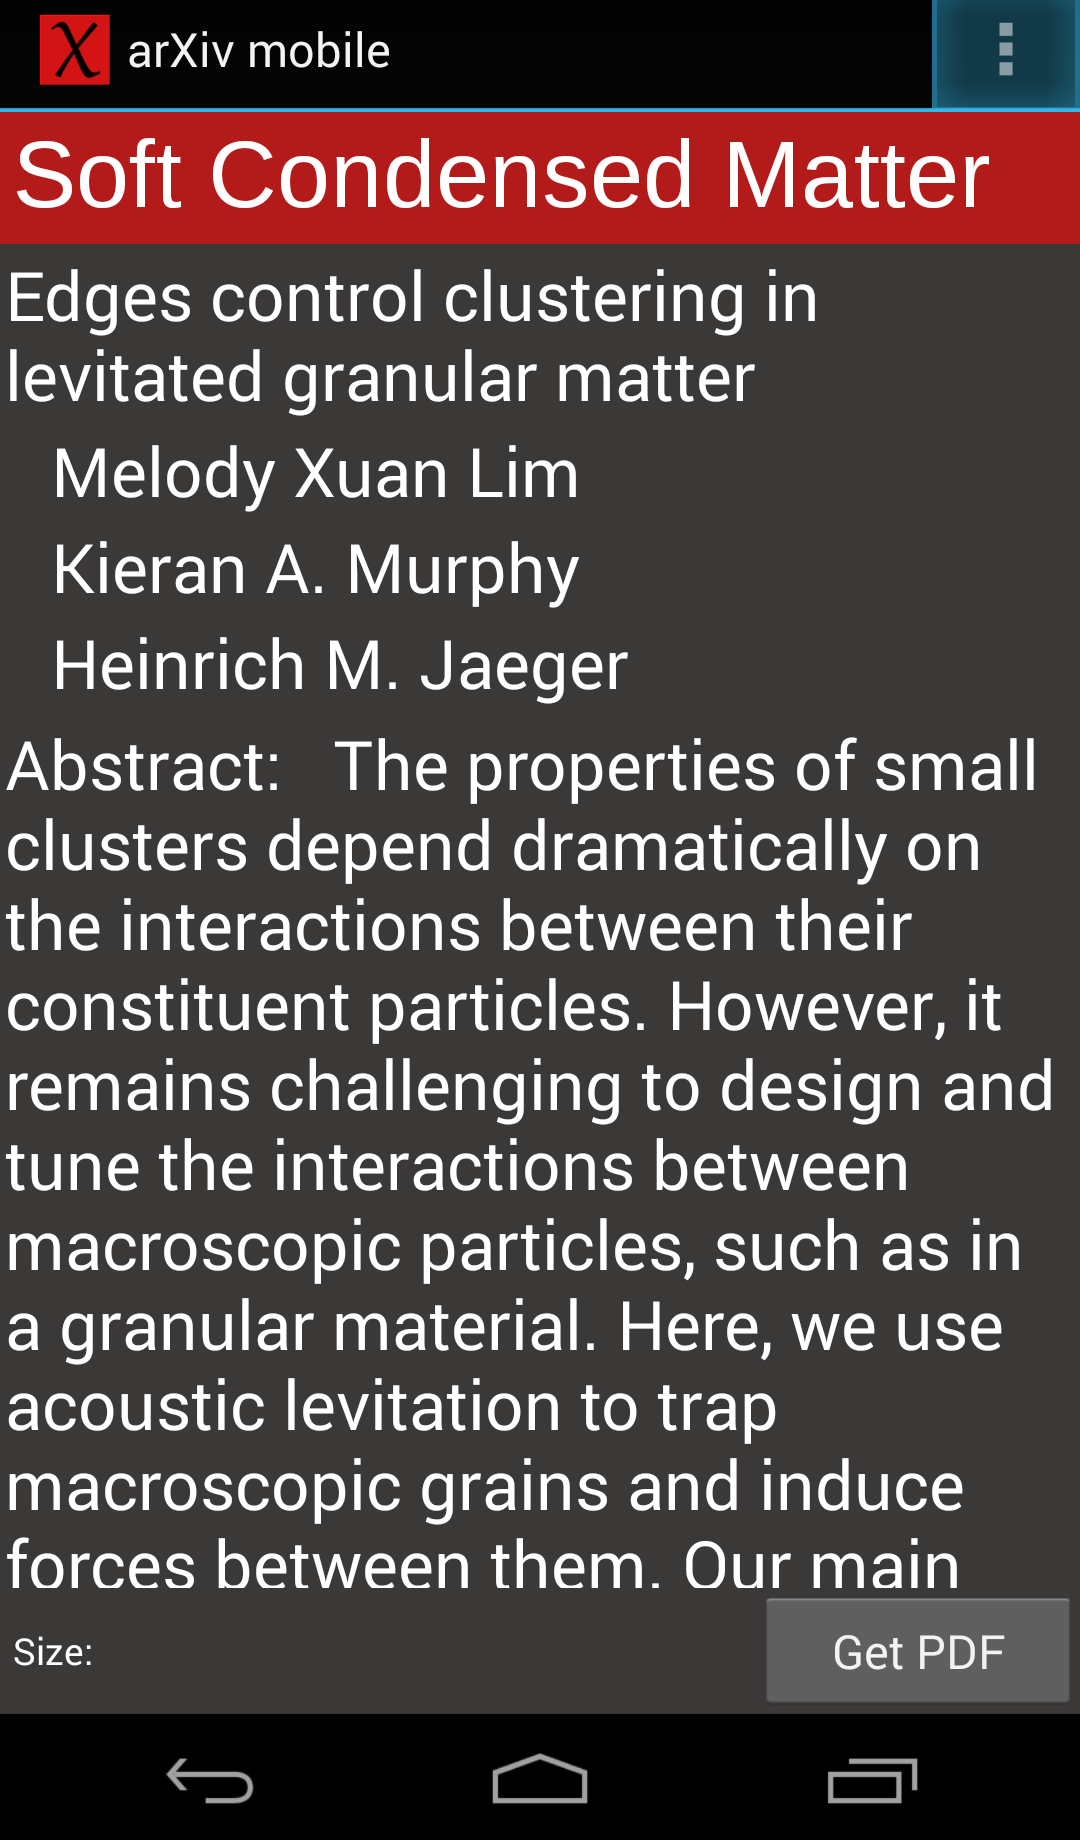 arXiv mobile
Soft Condensed Matter
Edges control clustering in
levitated granular matter
Melody Xuan Lim
Kieran A. Murphy
Heinrich M. Jaeger
Abstract:   The properties of small
clusters depend dramatically on
the interactions between their
constituent particles. However, it
remains challenging to design and
tune the interactions between
macroscopic particles, such as in
a granular material. Here, we use
acoustic levitation to trap
macroscopic grains and induce
forces between them. Our main
Size:
Get PDF